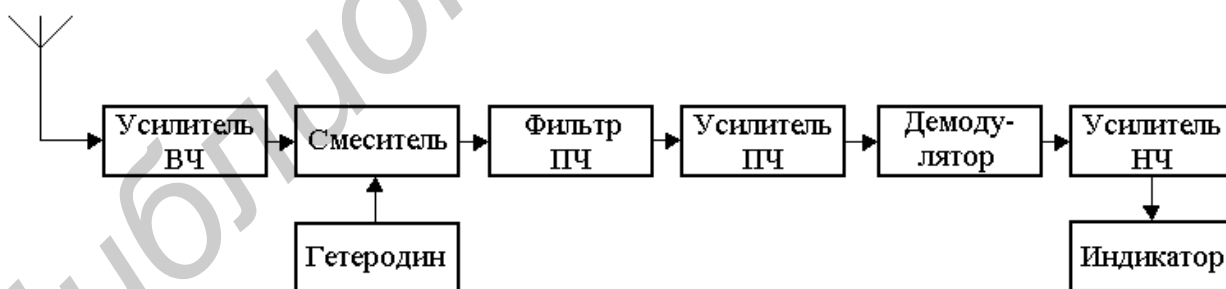 Усилитель
ВЧ
Смеситель
Фильтр
ПЧ
Усилитель
ПЧ
Демоду-
лятор
Усилитель
НЧ
Гетеродин
Индикатор